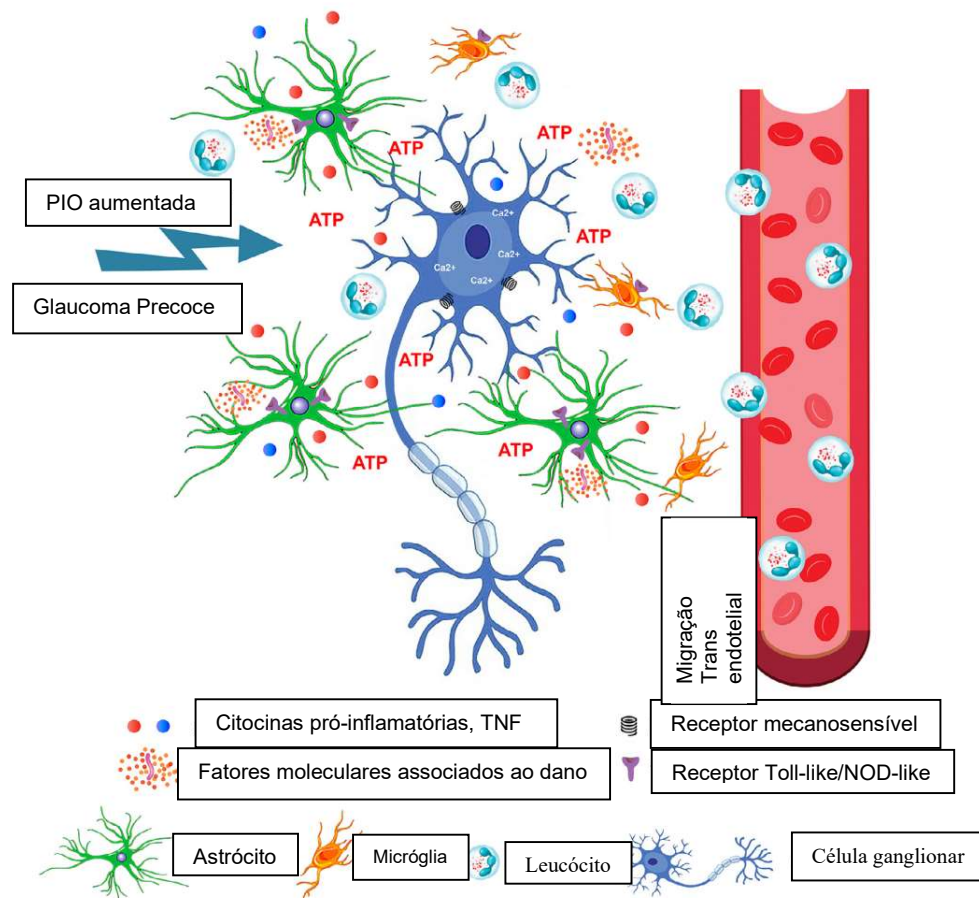 ATP
ATP
PIO aumentada
ATP
Ca2+
ATP
Ca2+
Ca2+
Ca2+
Glaucoma Precoce
ATP
ATP
ATP
Migração
Trans
endotelial
Citocinas pró-inflamatórias, TNF
Receptor mecanosensível
Fatores moleculares associados ao dano
Receptor Toll-like/NOD-like
Astrócito
Micróglia
Leucócito
Célula ganglionar